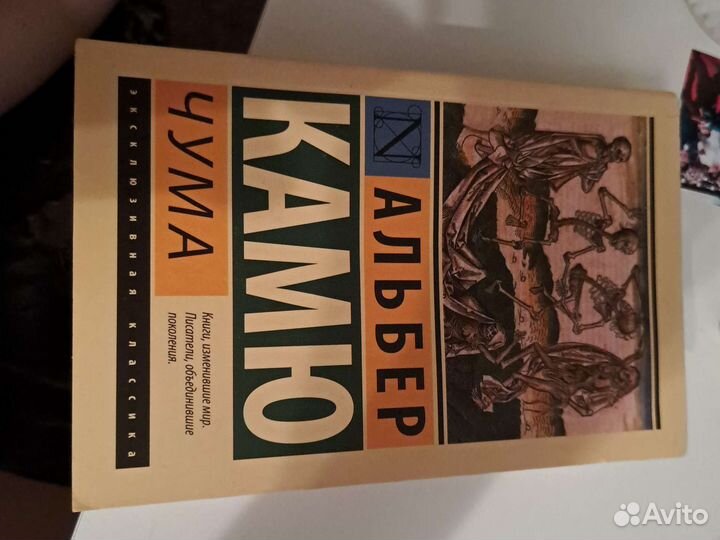 АЛЬБЕР
КАМЮ
ЧУМА
Книги, изменившие мир.
Писатели, объединившие
поколения.
ЭКСКЛЮЗИВНАЯ КЛАССИКА
Avito